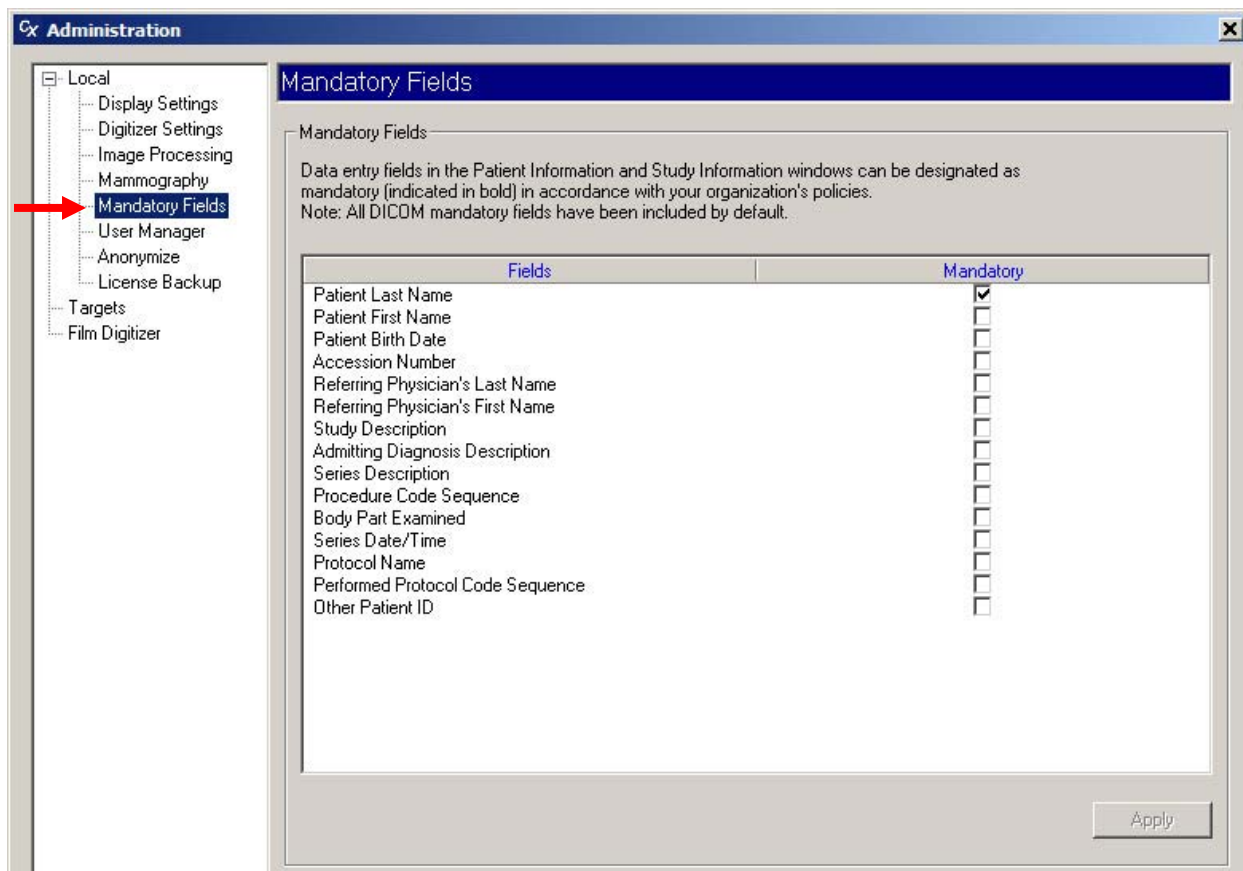 Cx Administration
Local
Display Settings
Digitizer Settings
Image Processing
Mammography
Mandatory Fields
User Manager
Anonymize
License Backup
Targets
Film Digitizer
Mandatory Fields
Mandatory Fields
Data entry fields in the Patient Information and Study Information windows can be designated as
mandatory (indicated in bold) in accordance with your organization's policies.
Note: All DICOM mandatory fields have been included by default.
Fields Mandatory
Patient Last Name
Patient First Name
Patient Birth Date
Accession Number
Referring Physician's Last Name
Referring Physician's First Name
Study Description
Admitting Diagnosis Description
Series Description
Procedure Code Sequence
Body Part Examined
Series Date/Time
Protocol Name
Performed Protocol Code Sequence
Other Patient ID
Apply